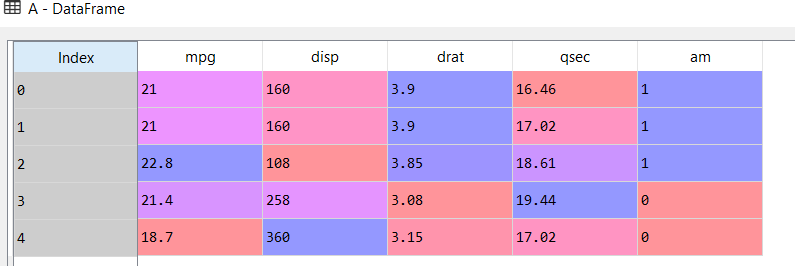 A - DataFrame
Index mpg disp drat qsec am
0 21 160 3.9 16.46 1
1 21 160 3.9 17.02 1
2 22.8 108 3.85 18.61 1
3 21.4 258 3.08 19.44 0
4 18.7 360 3.15 17.02 0